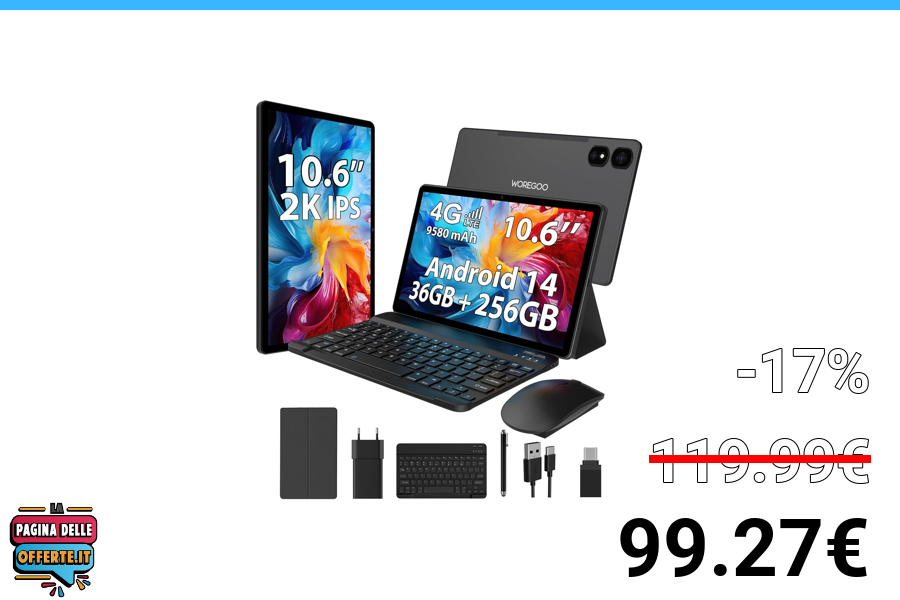 10.6”
2K IPS
WOREGOO
4G LTE
9580 mAh
10.6”
Android 14
36GB + 256GB
-17%
119.99€
99.27€
LA
PAGINA DELLE
OFFERTE.IT